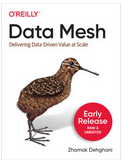 O'REILLY®
Data Mesh
Delivering Data-Driven Value at Scale
Early
Release
RAW &
UNEDITED
Zhamak Dehghani